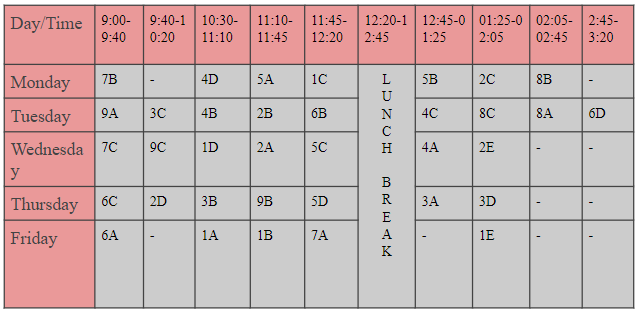 Day/Time 9:00-9:40 9:40-10:20 10:30-11:10 11:10-11:45 11:45-12:20 12:20-12:45 12:45-01:25 01:25-02:05 02:05-02:45 2:45-3:20
Monday 7B - 4D 5A 1C LUNCH BREAK 5B 2C 8B -
Tuesday 9A 3C 4B 2B 6B 4C 8C 8A 6D
Wednesday 7C 9C 1D 2A 5C 4A 2E - -
Thursday 6C 2D 3B 9B 5D 3A 3D - -
Friday 6A - 1A 1B 7A - 1E - -